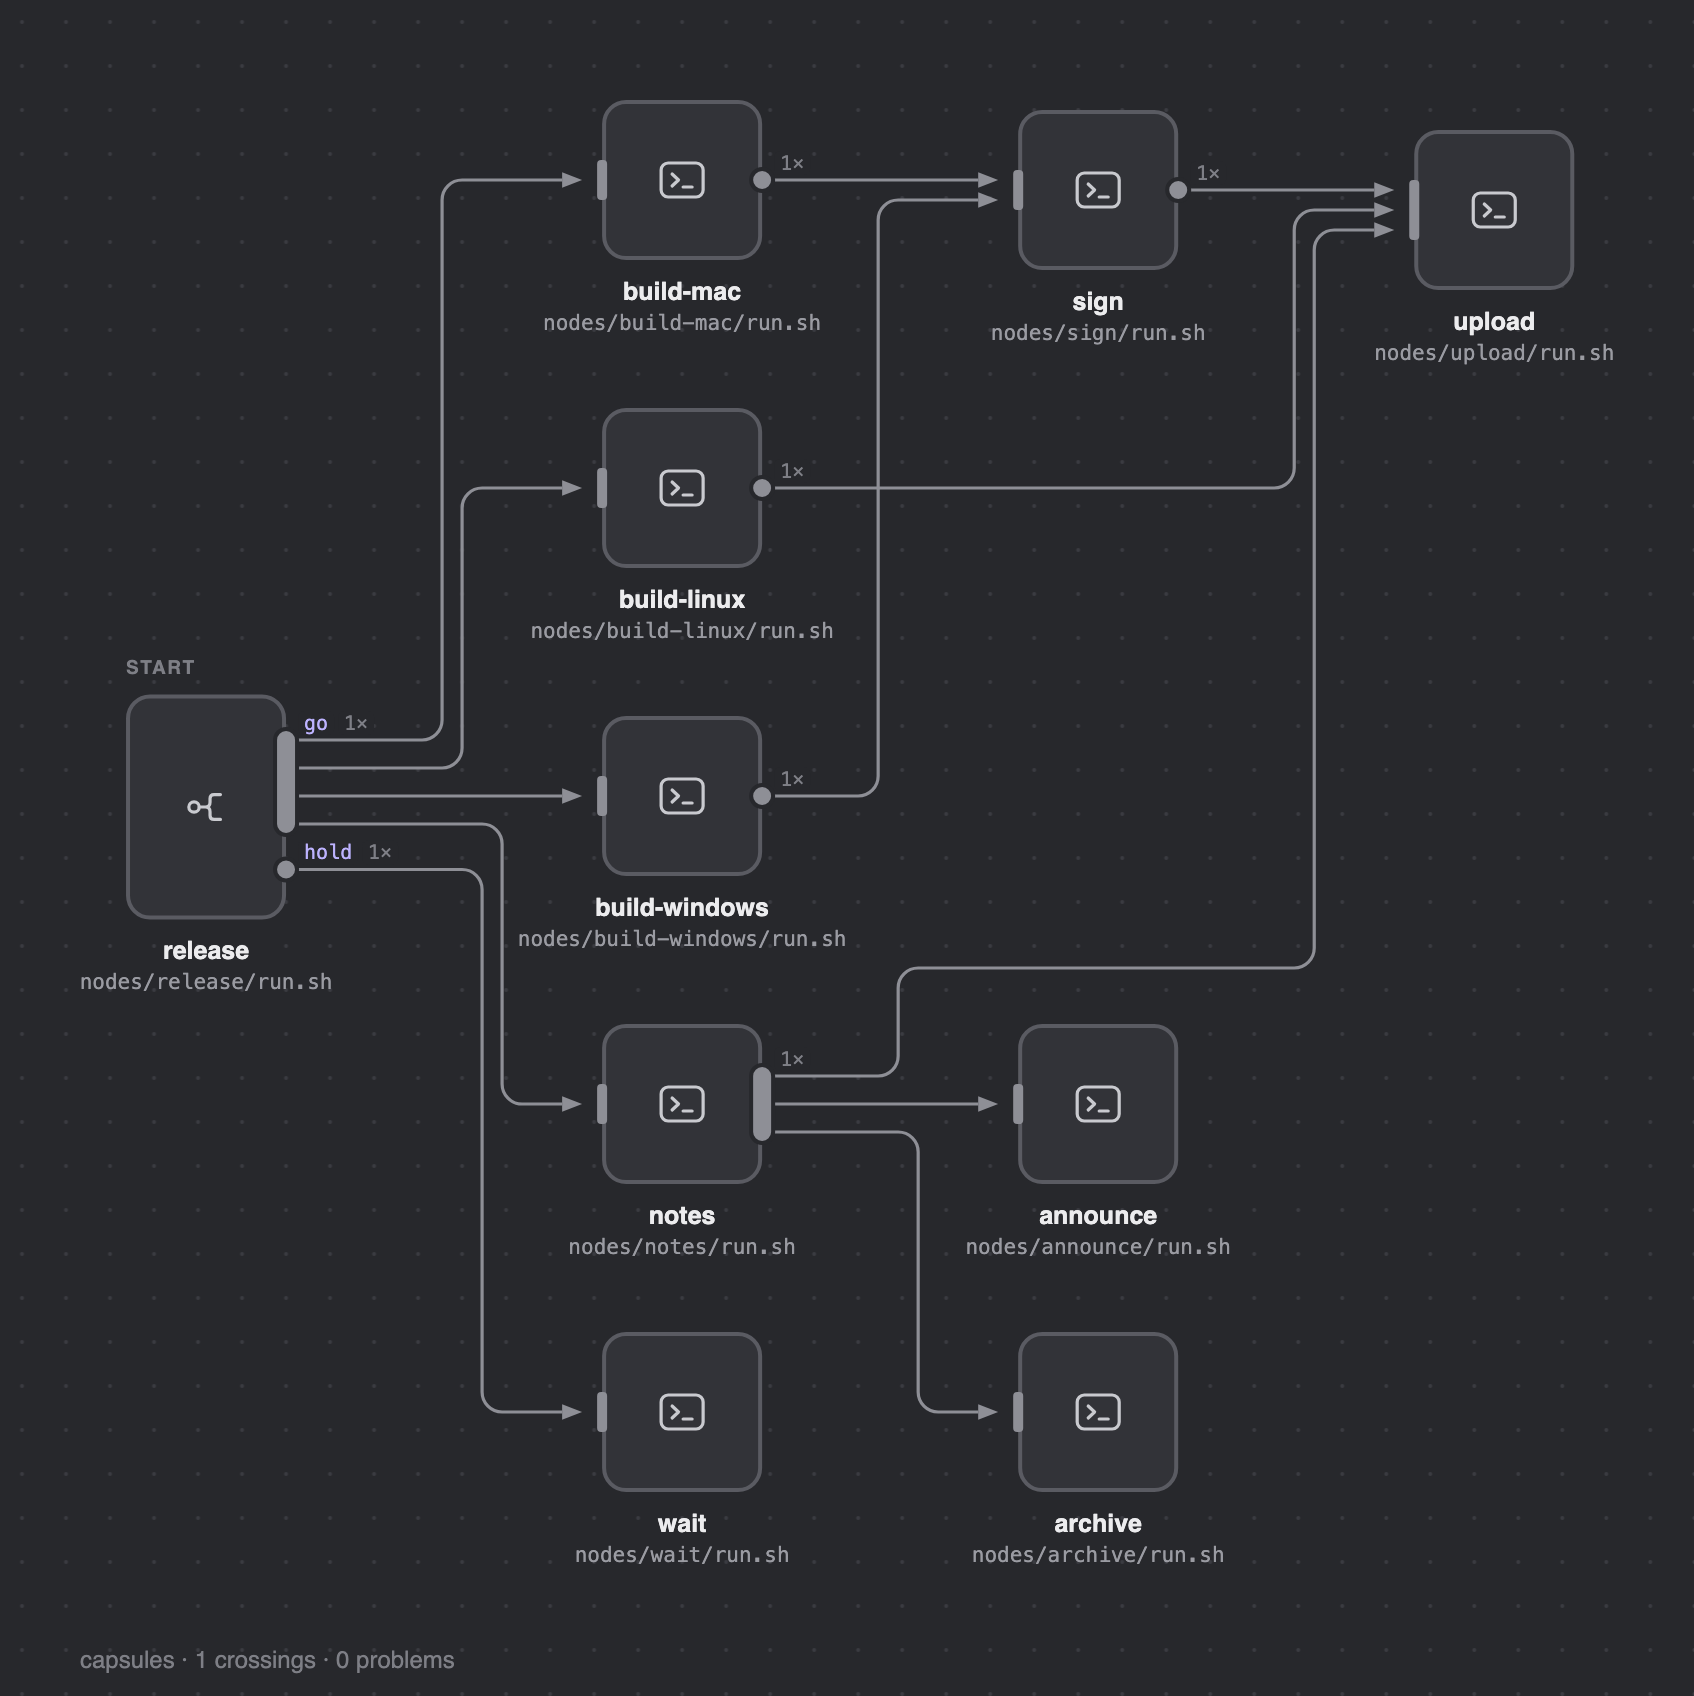 1×
1×
build-mac
nodes/build-mac/run.sh
sign
nodes/sign/run.sh
upload
nodes/upload/run.sh
1×
build-linux
nodes/build-linux/run.sh
START
go 1×
hold 1×
release
nodes/release/run.sh
1×
build-windows
nodes/build-windows/run.sh
1×
notes
nodes/notes/run.sh
announce
nodes/announce/run.sh
wait
nodes/wait/run.sh
archive
nodes/archive/run.sh
capsules · 1 crossings · 0 problems